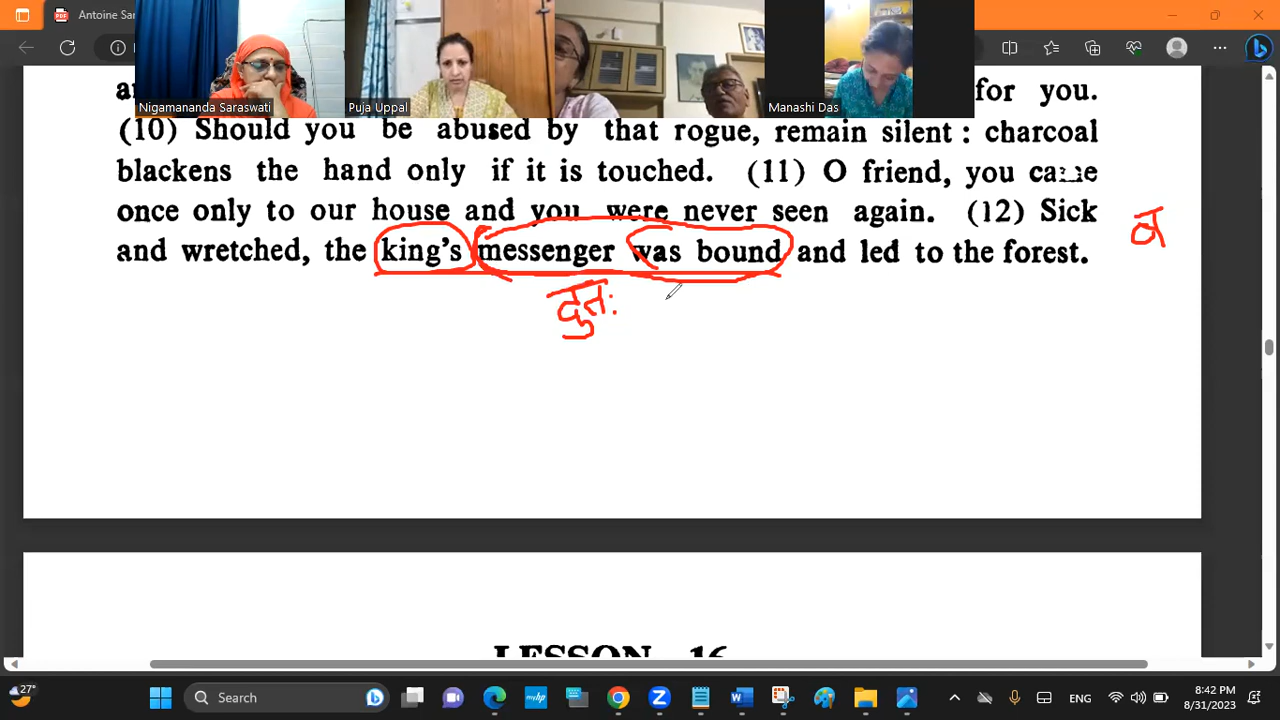 Antoine Sar
Nigamananda Saraswati
Puja Uppal
Manashi Das
for you.
(10) Should you be abused by that rogue, remain silent : charcoal
blackens the hand only if it is touched. (11) O friend, you came
once only to our house and you were never seen again. (12) Sick
and wretched, the king's messenger was bound and led to the forest.
दुतः
LESSON 16
27°
Search
ENG
8:42 PM
8/31/2023